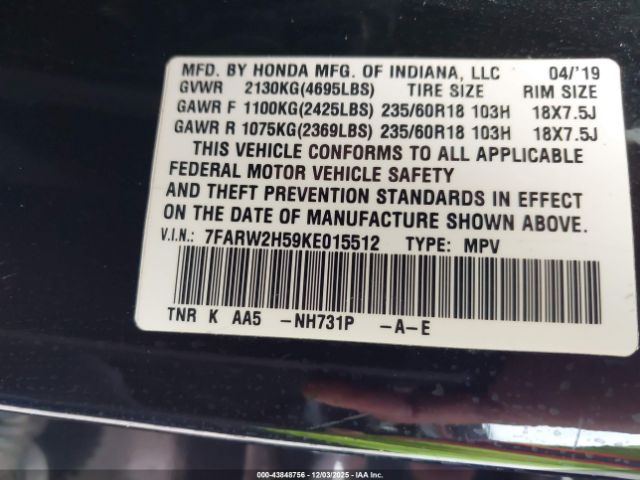 MFD. BY HONDA MFG. OF INDIANA, LLC 04/'19
GVWR 2130KG(4695LBS) TIRE SIZE RIM SIZE
GAWR F 1100KG(2425LBS) 235/60R18 103H 18X7.5J
GAWR R 1075KG(2369LBS) 235/60R18 103H 18X7.5J
THIS VEHICLE CONFORMS TO ALL APPLICABLE
FEDERAL MOTOR VEHICLE SAFETY
AND THEFT PREVENTION STANDARDS IN EFFECT
ON THE DATE OF MANUFACTURE SHOWN ABOVE.
V.I.N.: 7FARW2H59KE015512 TYPE: MPV
TNR K AA5 -NH731P -A-E
00-43848756 - 12/03/2025 - © IAA, Inc.